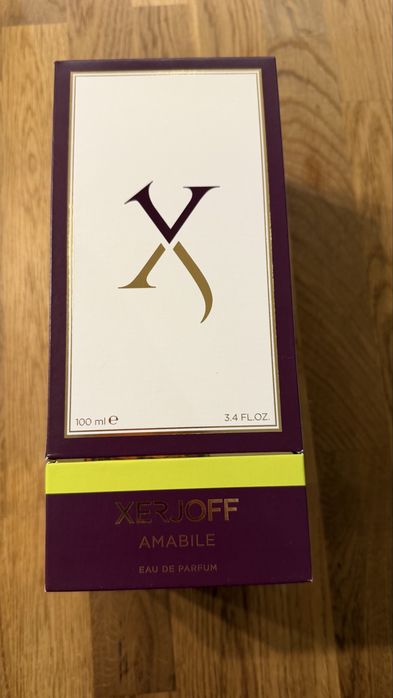 X
100 ml ℮
3.4 FL.OZ.
XERJOFF
AMABILE
EAU DE PARFUM